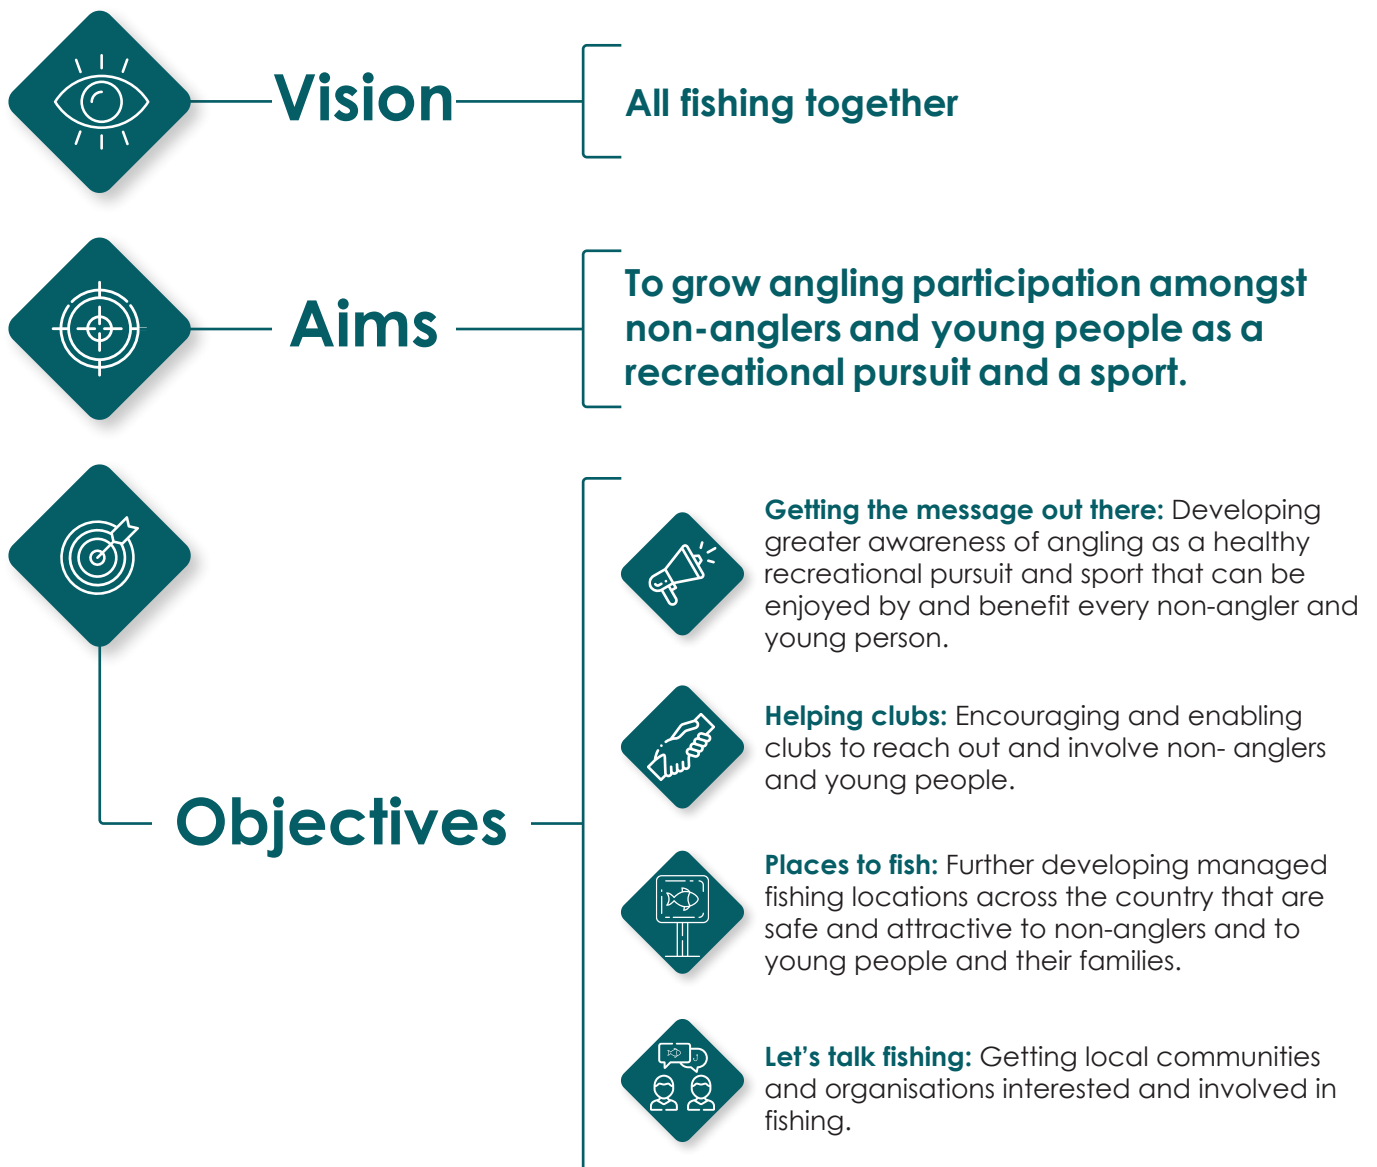 Vision
All fishing together
Aims
To grow angling participation amongst
non-anglers and young people as a
recreational pursuit and a sport.
Objectives
Getting the message out there: Developing
greater awareness of angling as a healthy
recreational pursuit and sport that can be
enjoyed by and benefit every non-angler and
young person.
Helping clubs: Encouraging and enabling
clubs to reach out and involve non- anglers
and young people.
Places to fish: Further developing managed
fishing locations across the country that are
safe and attractive to non-anglers and to
young people and their families.
Let's talk fishing: Getting local communities
and organisations interested and involved in
fishing.